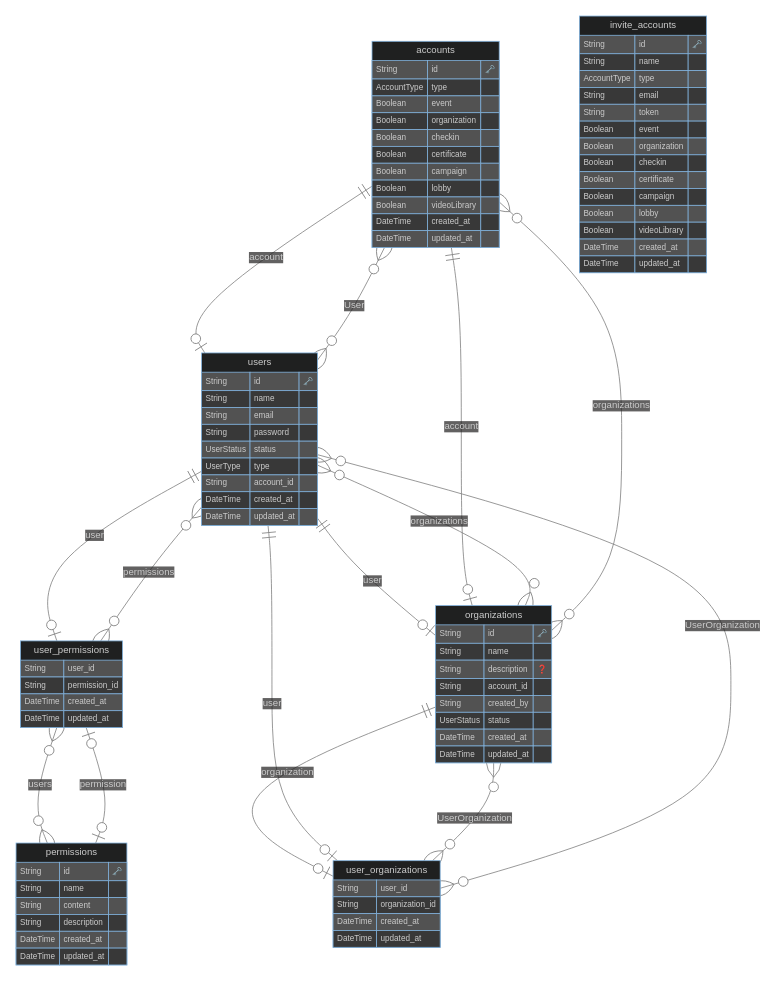 invite_accounts
String id
String name
AccountType type
String email
String token
Boolean event
Boolean organization
Boolean checkin
Boolean certificate
Boolean campaign
Boolean lobby
Boolean videoLibrary
DateTime created_at
DateTime updated_at
accounts
String id
AccountType type
Boolean event
Boolean organization
Boolean checkin
Boolean certificate
Boolean campaign
Boolean lobby
Boolean videoLibrary
DateTime created_at
DateTime updated_at
account
User
organizations
account
users
String id
String name
String email
String password
UserStatus status
UserType type
String account_id
DateTime created_at
DateTime updated_at
organizations
user
permissions
user
UserOrganization
organizations
String id
String name
String description ❓
String account_id
String created_by
UserStatus status
DateTime created_at
DateTime updated_at
user_permissions
String user_id
String permission_id
DateTime created_at
DateTime updated_at
user
organization
users
permission
UserOrganization
permissions
String id
String name
String content
String description
DateTime created_at
DateTime updated_at
user_organizations
String user_id
String organization_id
DateTime created_at
DateTime updated_at